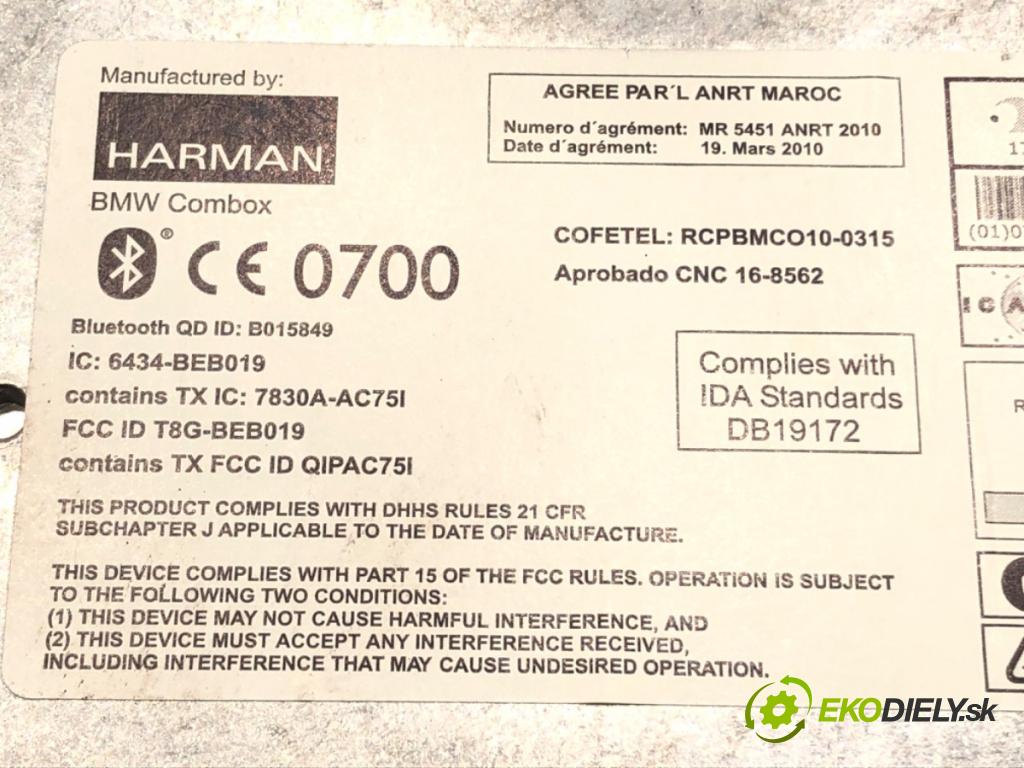 Manufactured by:
HARMAN
BMW Combox
® CE 0700
Bluetooth QD ID: B015849
IC: 6434-BEB019
contains TX IC: 7830A-AC75I
FCC ID T8G-BEB019
contains TX FCC ID QIPAC75I
AGREE PAR´L ANRT MAROC
Numero d´agrément: MR 5451 ANRT 2010
Date d´agrément: 19. Mars 2010
COFETEL: RCPBMCO10-0315
Aprobado CNC 16-8562
Complies with
IDA Standards
DB19172
THIS PRODUCT COMPLIES WITH DHHS RULES 21 CFR
SUBCHAPTER J APPLICABLE TO THE DATE OF MANUFACTURE.
THIS DEVICE COMPLIES WITH PART 15 OF THE FCC RULES. OPERATION IS SUBJECT
TO THE FOLLOWING TWO CONDITIONS:
(1) THIS DEVICE MAY NOT CAUSE HARMFUL INTERFERENCE, AND
(2) THIS DEVICE MUST ACCEPT ANY INTERFERENCE RECEIVED,
INCLUDING INTERFERENCE THAT MAY CAUSE UNDESIRED OPERATION.
EKODIELY.sk